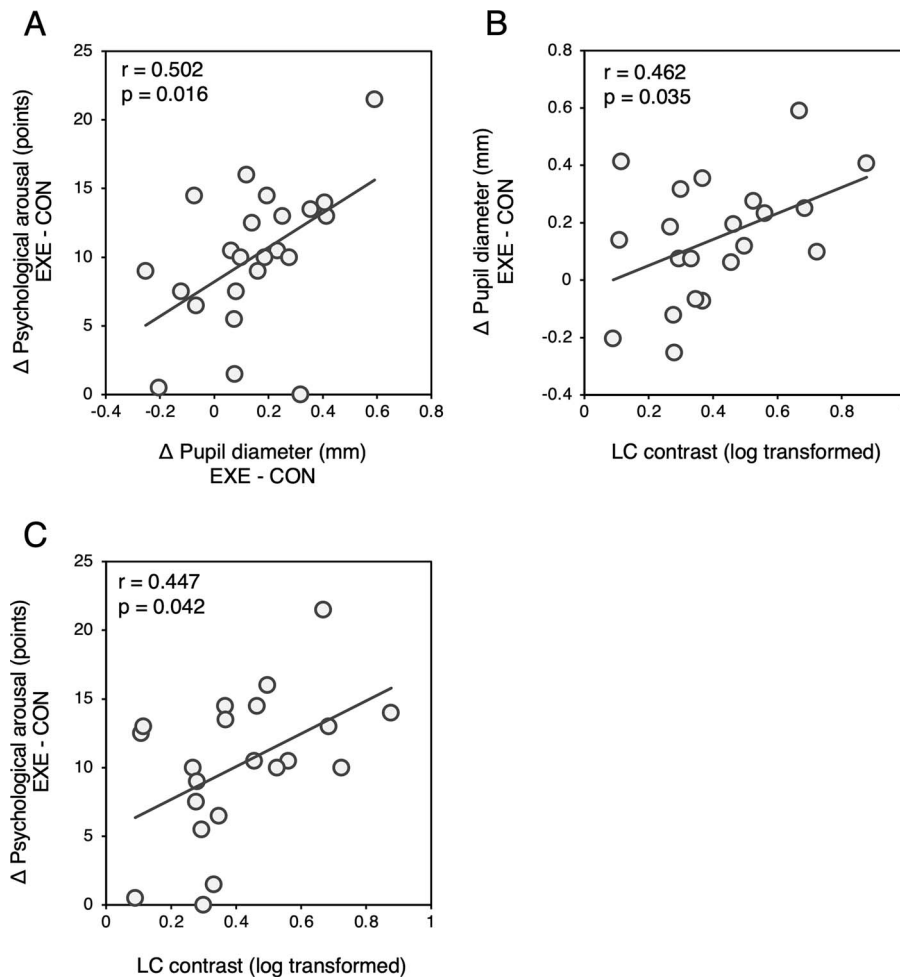 A
r = 0.502
p = 0.016
25
20
15
10
5
0
-0.4
-0.2
0
0.2
0.4
0.6
0.8
Δ Psychological arousal (points)
EXE - CON
Δ Pupil diameter (mm)
EXE - CON
B
r = 0.462
p = 0.035
0.8
0.6
0.4
0.2
0
-0.2
-0.4
0
0.2
0.4
0.6
0.8
Δ Pupil diameter (mm)
EXE - CON
LC contrast (log transformed)
C
r = 0.447
p = 0.042
25
20
15
10
5
0
0
0.2
0.4
0.6
0.8
1
Δ Psychological arousal (points)
EXE - CON
LC contrast (log transformed)